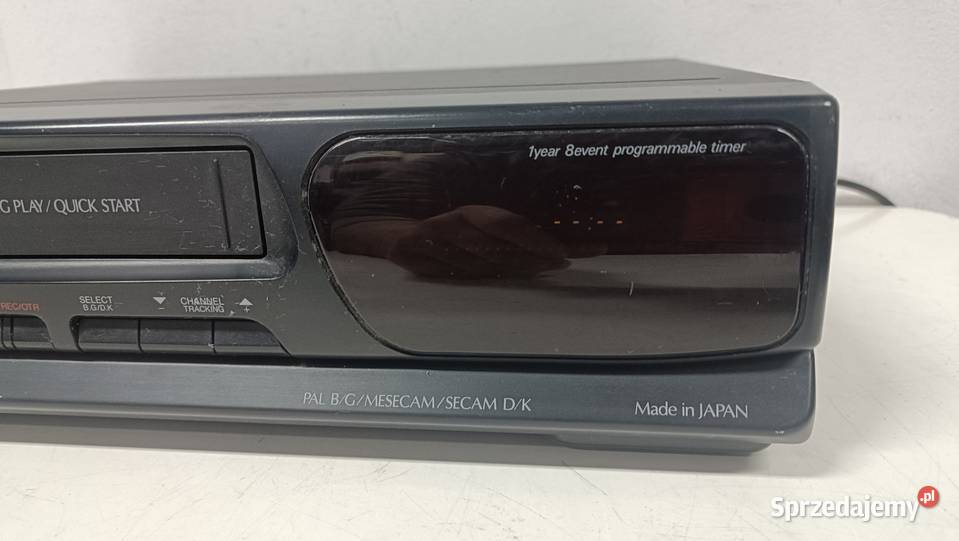 1year 8event programmable timer
G PLAY / QUICK START
- - - -
REC/OTR
SELECT
B.G/D.K
CHANNEL
TRACKING
- +
PAL B/G/MESECAM/SECAM D/K
Made in JAPAN
Sprzedajemy.pl